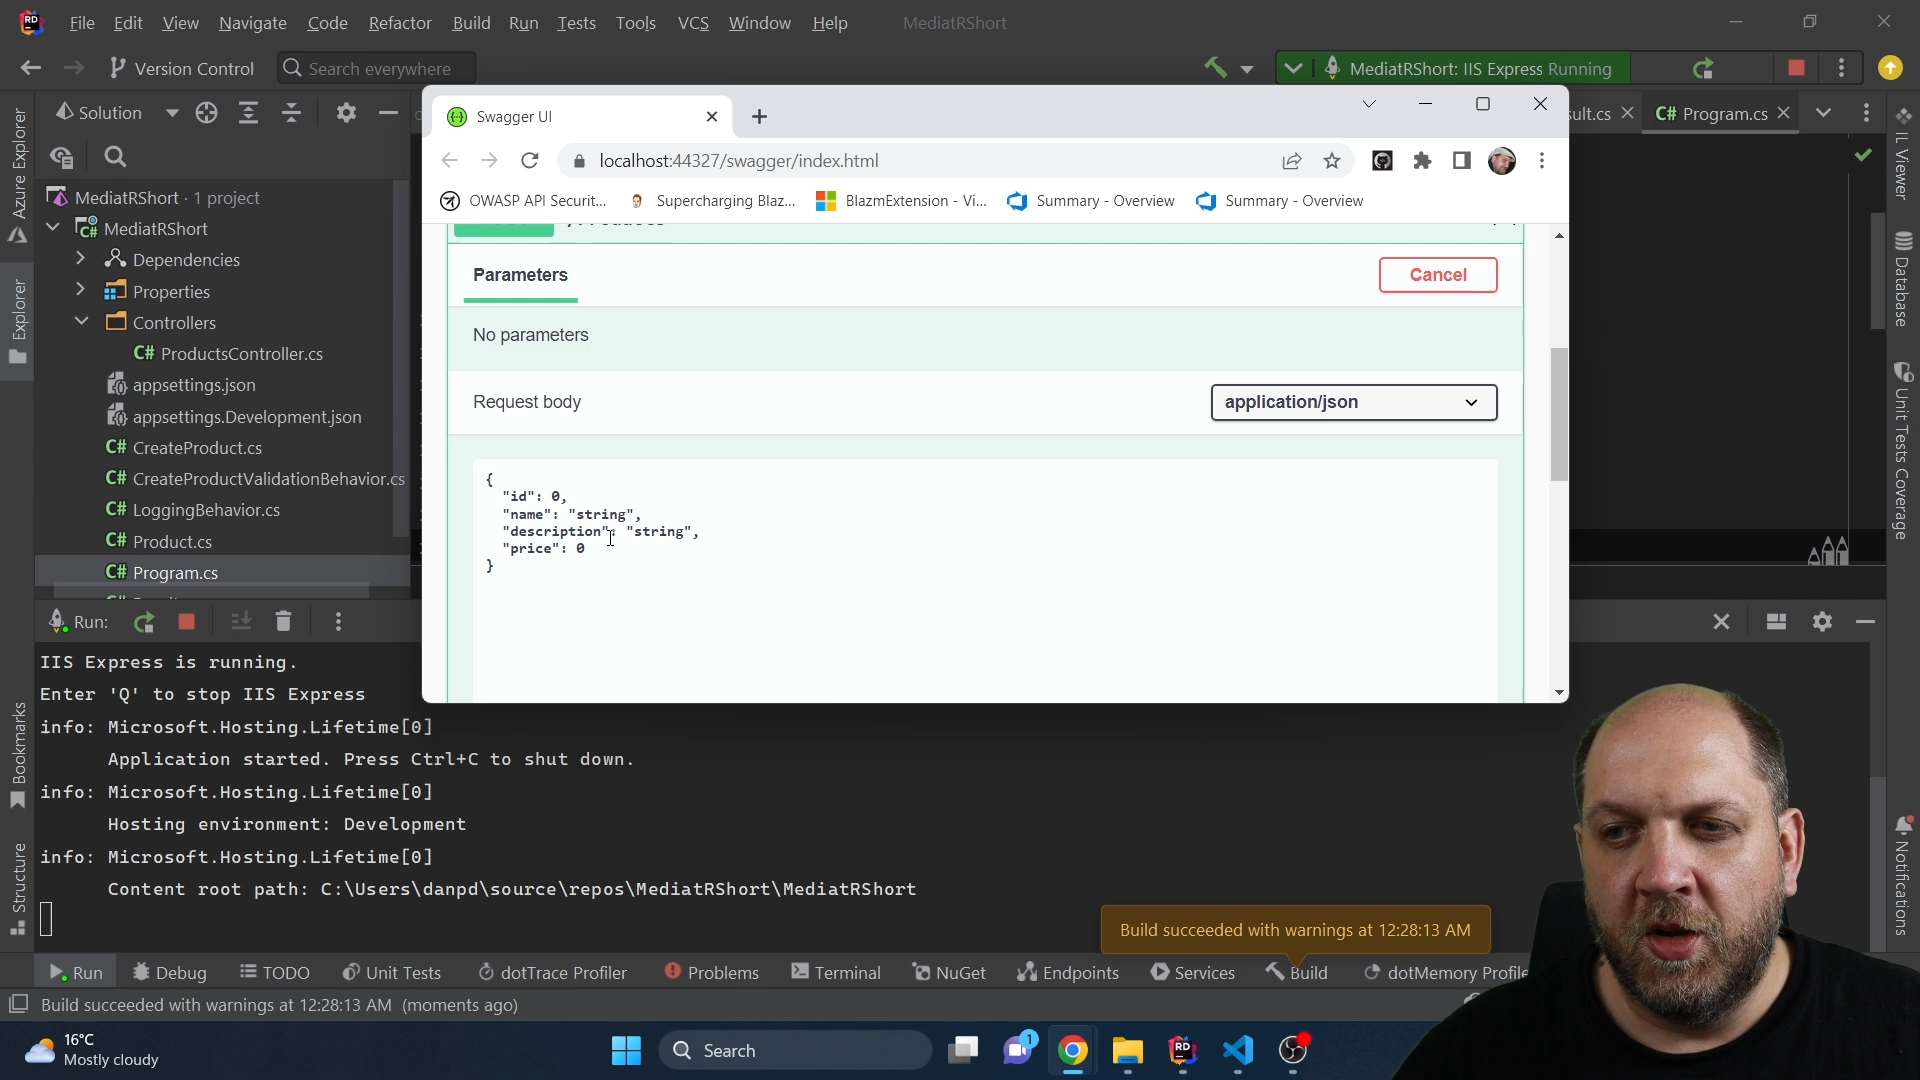 File Edit View Navigate Code Refactor Build Run Tests Tools VCS Window Help MediatRShort
Version Control Search everywhere MediatRShort: IIS Express Running
Solution
sult.cs Program.cs
Swagger UI
localhost:44327/swagger/index.html
OWASP API Securit... Supercharging Blaz... BlazmExtension - Vi... Summary - Overview Summary - Overview
Azure Explorer
Explorer
Bookmarks
Structure
MediatRShort · 1 project
MediatRShort
Dependencies
Properties
Controllers
C# ProductsController.cs
appsettings.json
appsettings.Development.json
C# CreateProduct.cs
C# CreateProductValidationBehavior.cs
C# LoggingBehavior.cs
C# Product.cs
C# Program.cs
Parameters
Cancel
No parameters
Request body
application/json
{
"id": 0,
"name": "string",
"description": "string",
"price": 0
}
IL Viewer
Database
Unit Tests Coverage
Notifications
Run:
IIS Express is running.
Enter 'Q' to stop IIS Express
info: Microsoft.Hosting.Lifetime[0]
Application started. Press Ctrl+C to shut down.
info: Microsoft.Hosting.Lifetime[0]
Hosting environment: Development
info: Microsoft.Hosting.Lifetime[0]
Content root path: C:\Users\danpd\source\repos\MediatRShort\MediatRShort
Build succeeded with warnings at 12:28:13 AM
Run Debug TODO Unit Tests dotTrace Profiler Problems Terminal NuGet Endpoints Services Build dotMemory Profile
Build succeeded with warnings at 12:28:13 AM (moments ago)
16°C
Mostly cloudy
Search
1
RD